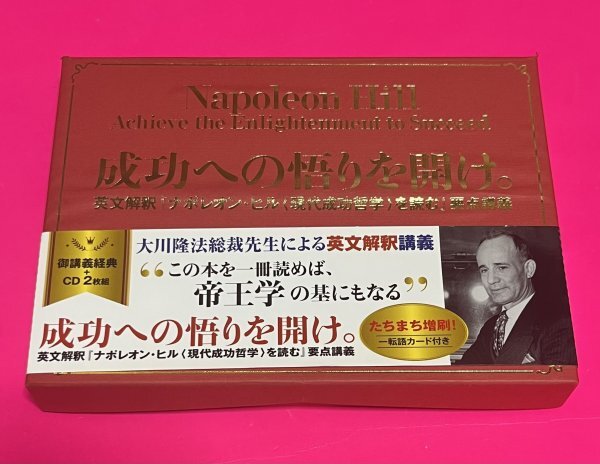 Napoleon Hill
Achieve the Enlightenment to Succeed
成功への悟りを開け。
英文解釈『ナポレオン・ヒル〈現代成功哲学〉を読む』要点講義
御講義経典
+
CD 2枚組
大川隆法総裁先生による英文解釈講義
“この本を一冊読めば、
帝王学の基にもなる”
成功への悟りを開け。
英文解釈『ナポレオン・ヒル〈現代成功哲学〉を読む』要点講義
たちまち増刷!
一転語カード付き